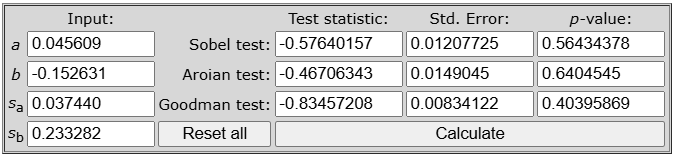 Input: Test statistic: Std. Error: p-value:
a 0.045609 Sobel test: -0.57640157 0.01207725 0.56434378
b -0.152631 Aroian test: -0.46706343 0.0149045 0.6404545
sa 0.037440 Goodman test: -0.83457208 0.00834122 0.40395869
sb 0.233282 Reset all Calculate